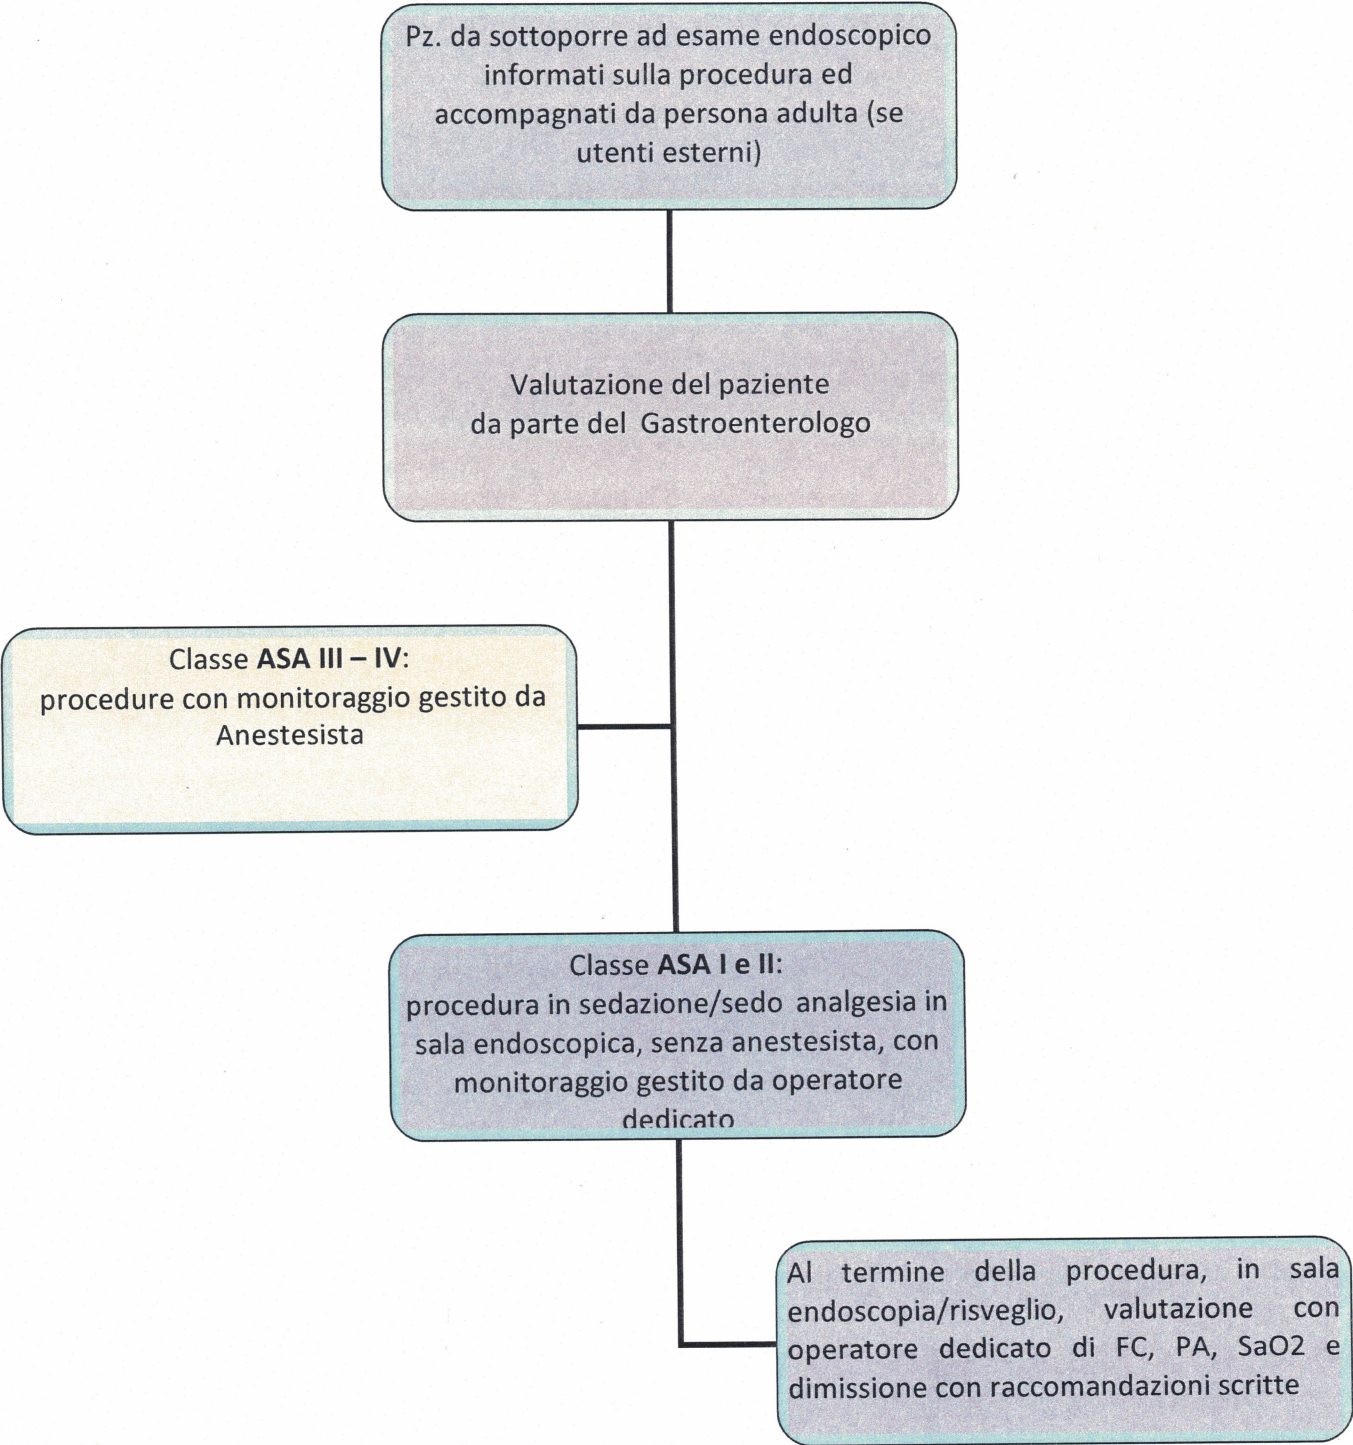 Pz. da sottoporre ad esame endoscopico
informati sulla procedura ed
accompagnati da persona adulta (se
utenti esterni)
Valutazione del paziente
da parte del Gastroenterologo
Classe ASA III – IV:
procedure con monitoraggio gestito da
Anestesista
Classe ASA I e II:
procedura in sedazione/sedo analgesia in
sala endoscopica, senza anestesista, con
monitoraggio gestito da operatore
dedicato
Al termine della procedura, in sala
endoscopia/risveglio, valutazione con
operatore dedicato di FC, PA, SaO2 e
dimissione con raccomandazioni scritte